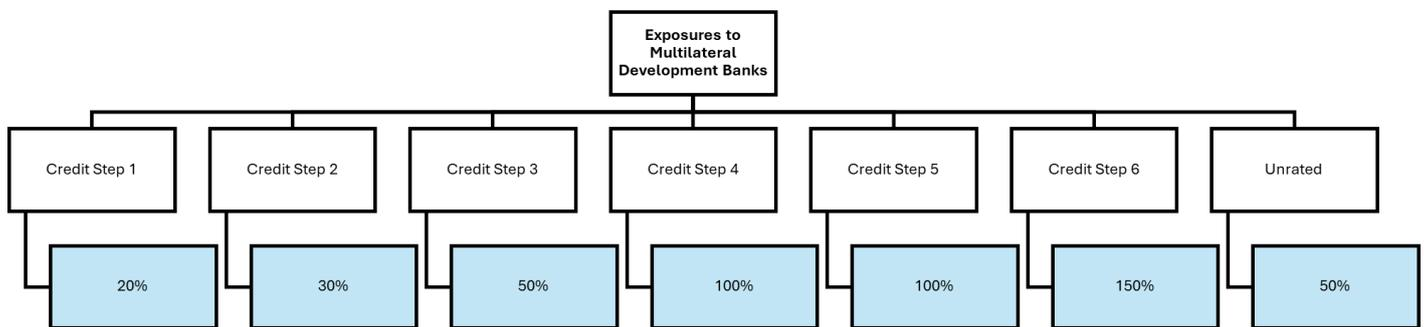 Exposures to
Multilateral
Development Banks
Credit Step 1
Credit Step 2
Credit Step 3
Credit Step 4
Credit Step 5
Credit Step 6
Unrated
20%
30%
50%
100%
100%
150%
50%